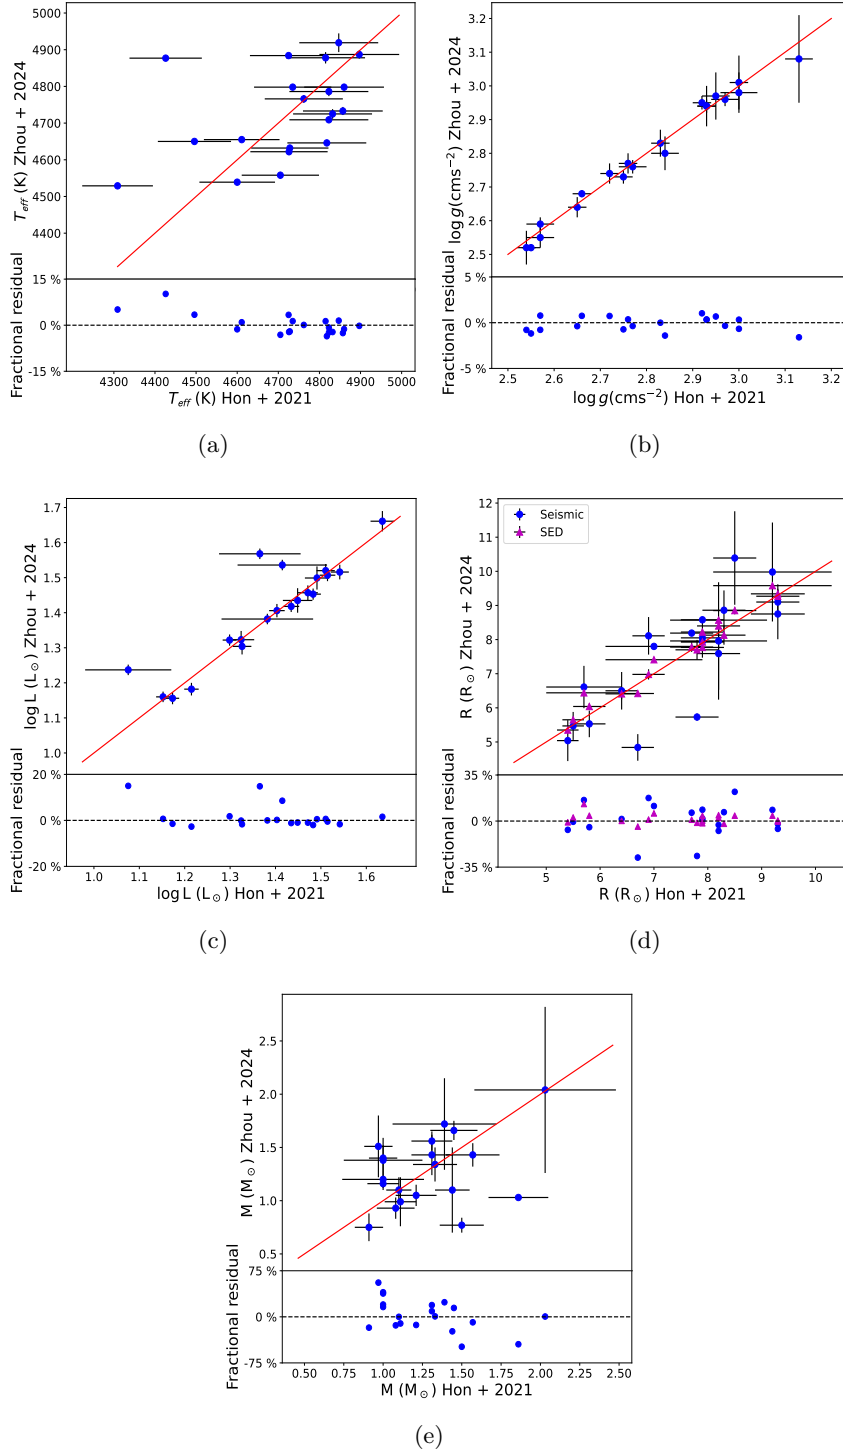 5000
4900
4800
4700
4600
4500
4400
T_eff (K) Zhou + 2024
15 %
0 %
-15 %
Fractional residual
4300 4400 4500 4600 4700 4800 4900 5000
T_eff (K) Hon + 2021
(a)
3.2
3.1
3.0
2.9
2.8
2.7
2.6
2.5
log g(cms⁻²) Zhou + 2024
5 %
0 %
-5 %
Fractional residual
2.5 2.6 2.7 2.8 2.9 3.0 3.1 3.2
log g(cms⁻²) Hon + 2021
(b)
1.7
1.6
1.5
1.4
1.3
1.2
1.1
1.0
log L (L☉) Zhou + 2024
20 %
0 %
-20 %
Fractional residual
1.0 1.1 1.2 1.3 1.4 1.5 1.6
log L (L☉) Hon + 2021
(c)
Seismic
SED
12
11
10
9
8
7
6
5
R (R☉) Zhou + 2024
35 %
0 %
-35 %
Fractional residual
5 6 7 8 9 10
R (R☉) Hon + 2021
(d)
2.5
2.0
1.5
1.0
0.5
M (M☉) Zhou + 2024
75 %
0 %
-75 %
Fractional residual
0.50 0.75 1.00 1.25 1.50 1.75 2.00 2.25 2.50
M (M☉) Hon + 2021
(e)